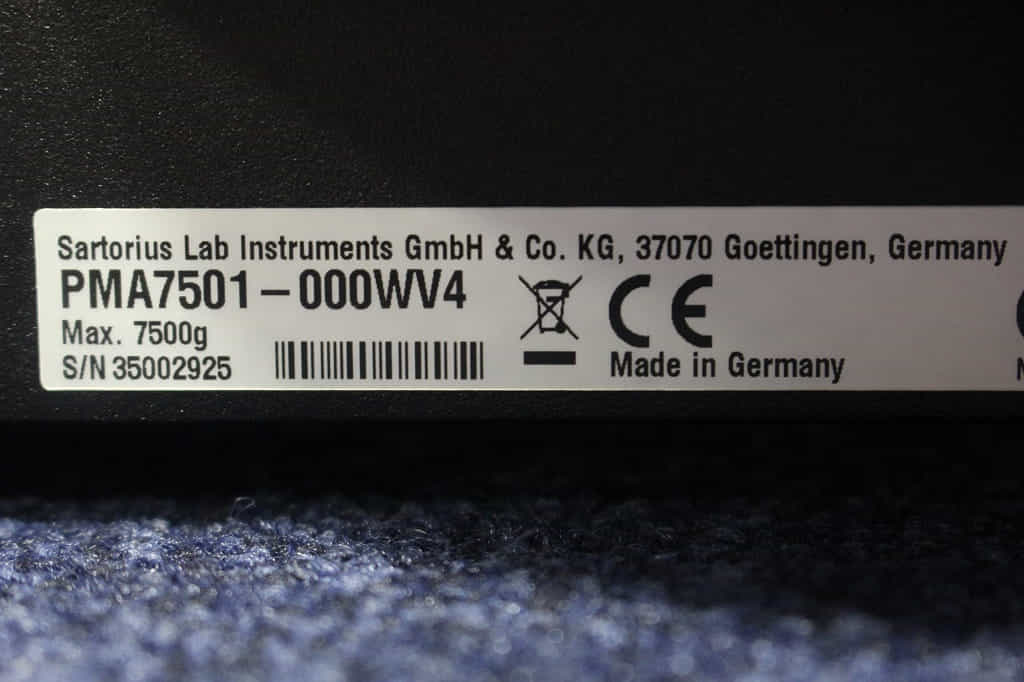 Sartorius Lab Instruments GmbH & Co. KG, 37070 Goettingen, Germany
PMA7501-000WV4
Max. 7500g
S/N 35002925
CE
Made in Germany